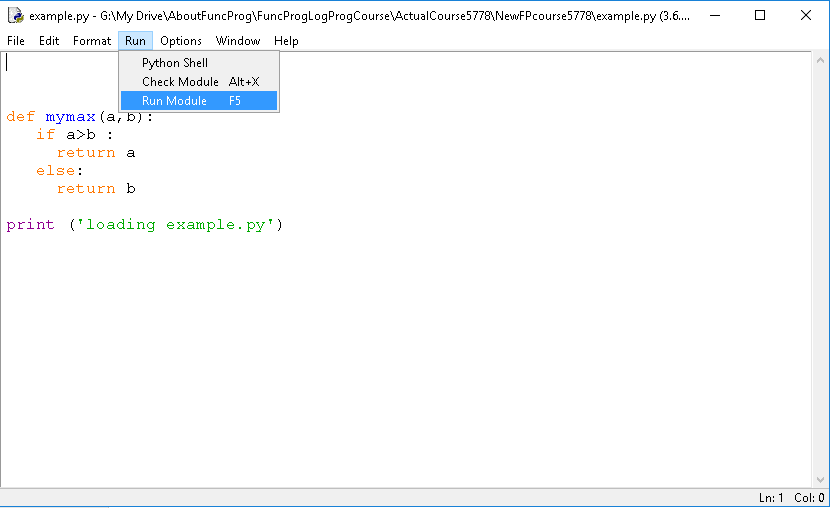 example.py - G:\My Drive\AboutFuncProg\FuncProgLogProgCourse\ActualCourse5778\NewFPcourse5778\example.py (3.6....
File Edit Format Run Options Window Help
Python Shell
Check Module Alt+X
Run Module F5
def mymax(a,b):
if a>b :
return a
else:
return b
print ('loading example.py')
Ln: 1 Col: 0